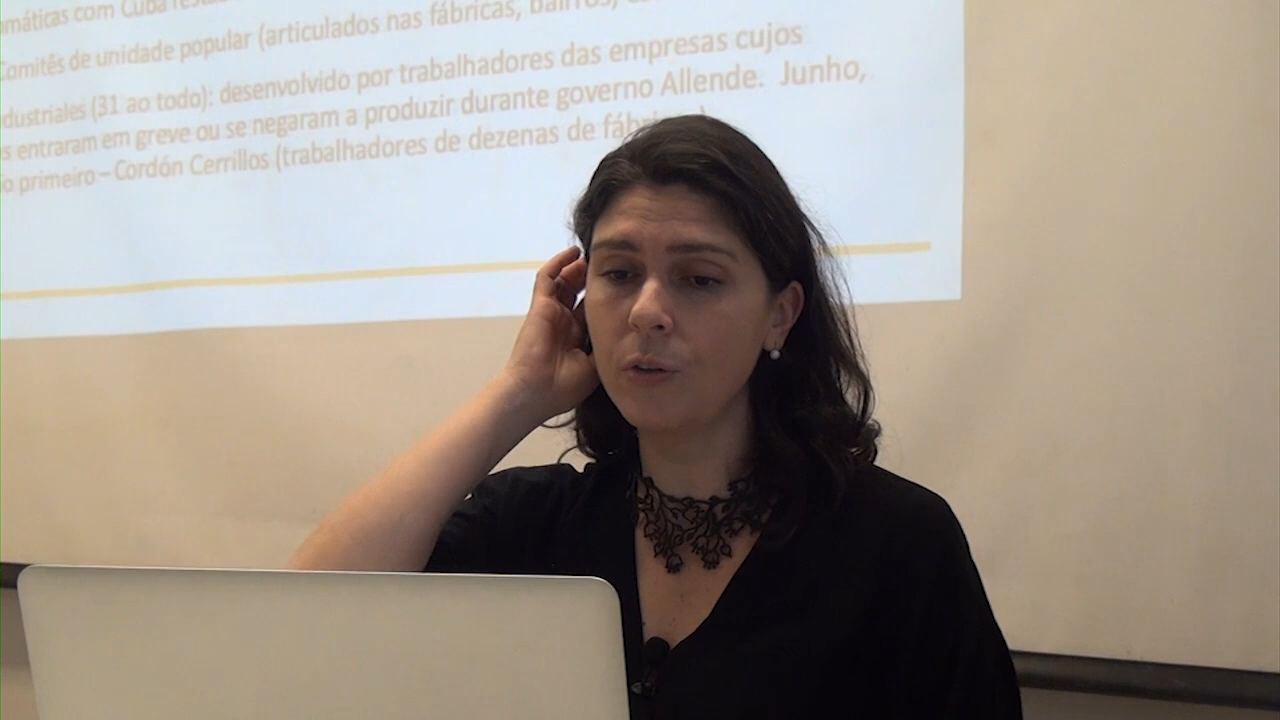 máticas com Cuba
Comitês de unidade popular (articulados nas fábricas, bairros,
dustriales (31 ao todo): desenvolvido por trabalhadores das empresas cujos
s entraram em greve ou se negaram a produzir durante governo Allende. Junho,
o primeiro – Cordón Cerrillos (trabalhadores de dezenas de